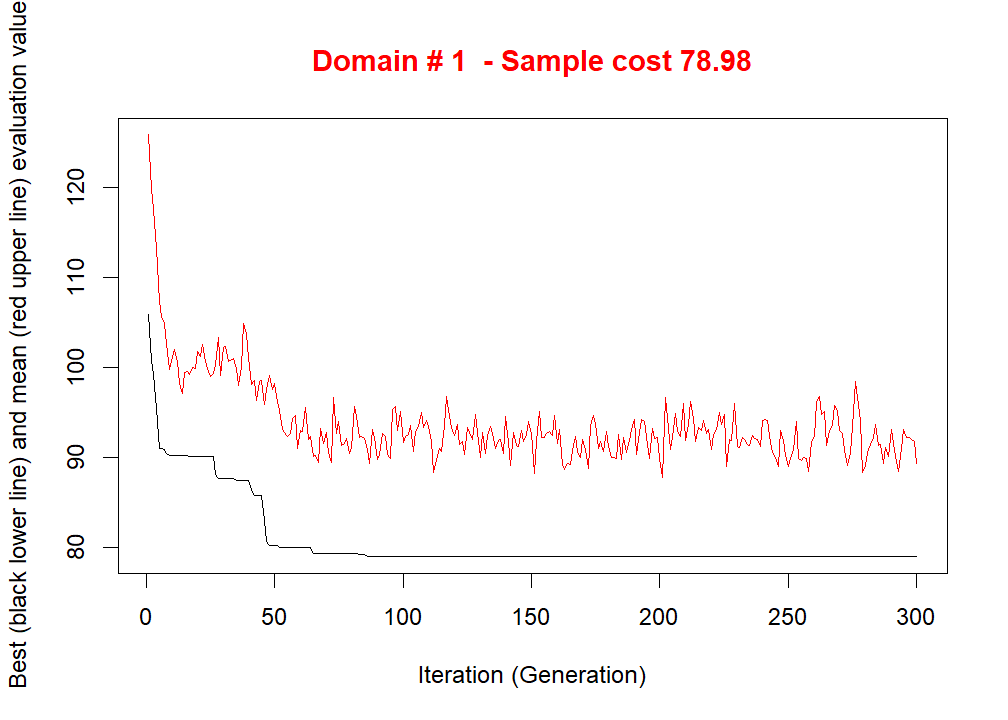 Domain # 1  - Sample cost 78.98
Best (black lower line) and mean (red upper line) evaluation value
120
110
100
90
80
0 50 100 150 200 250 300
Iteration (Generation)